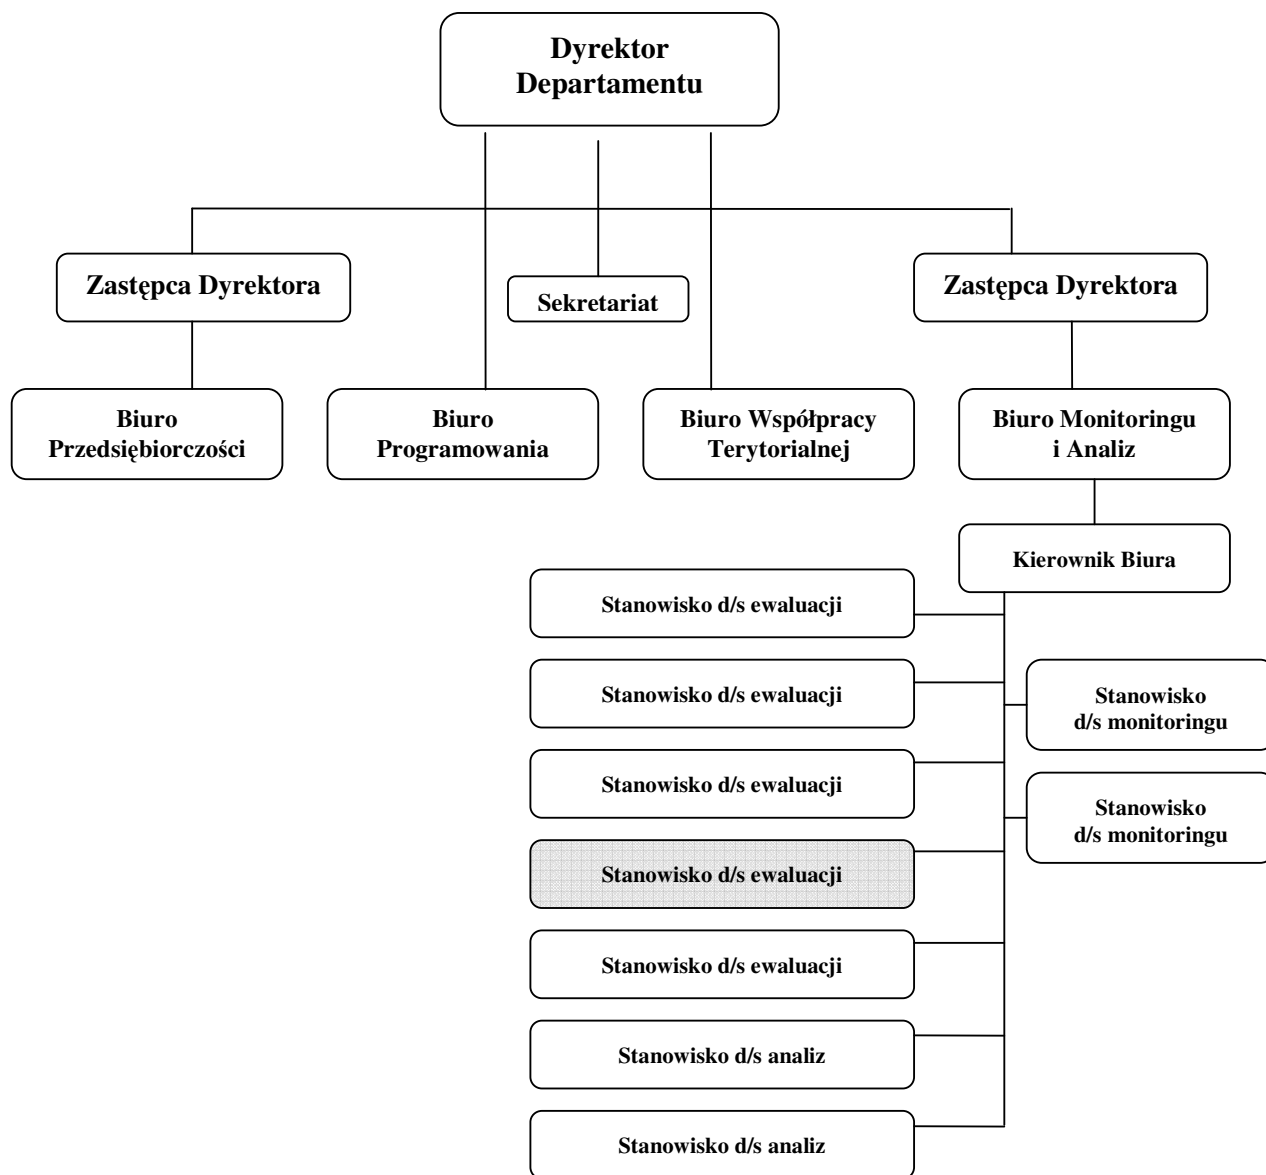 Dyrektor
Departamentu
Zastępca Dyrektora
Sekretariat
Zastępca Dyrektora
Biuro
Przedsiębiorczości
Biuro
Programowania
Biuro Współpracy
Terytorialnej
Biuro Monitoringu
i Analiz
Kierownik Biura
Stanowisko d/s ewaluacji
Stanowisko d/s ewaluacji
Stanowisko
d/s monitoringu
Stanowisko d/s ewaluacji
Stanowisko
d/s monitoringu
Stanowisko d/s ewaluacji
Stanowisko d/s ewaluacji
Stanowisko d/s analiz
Stanowisko d/s analiz